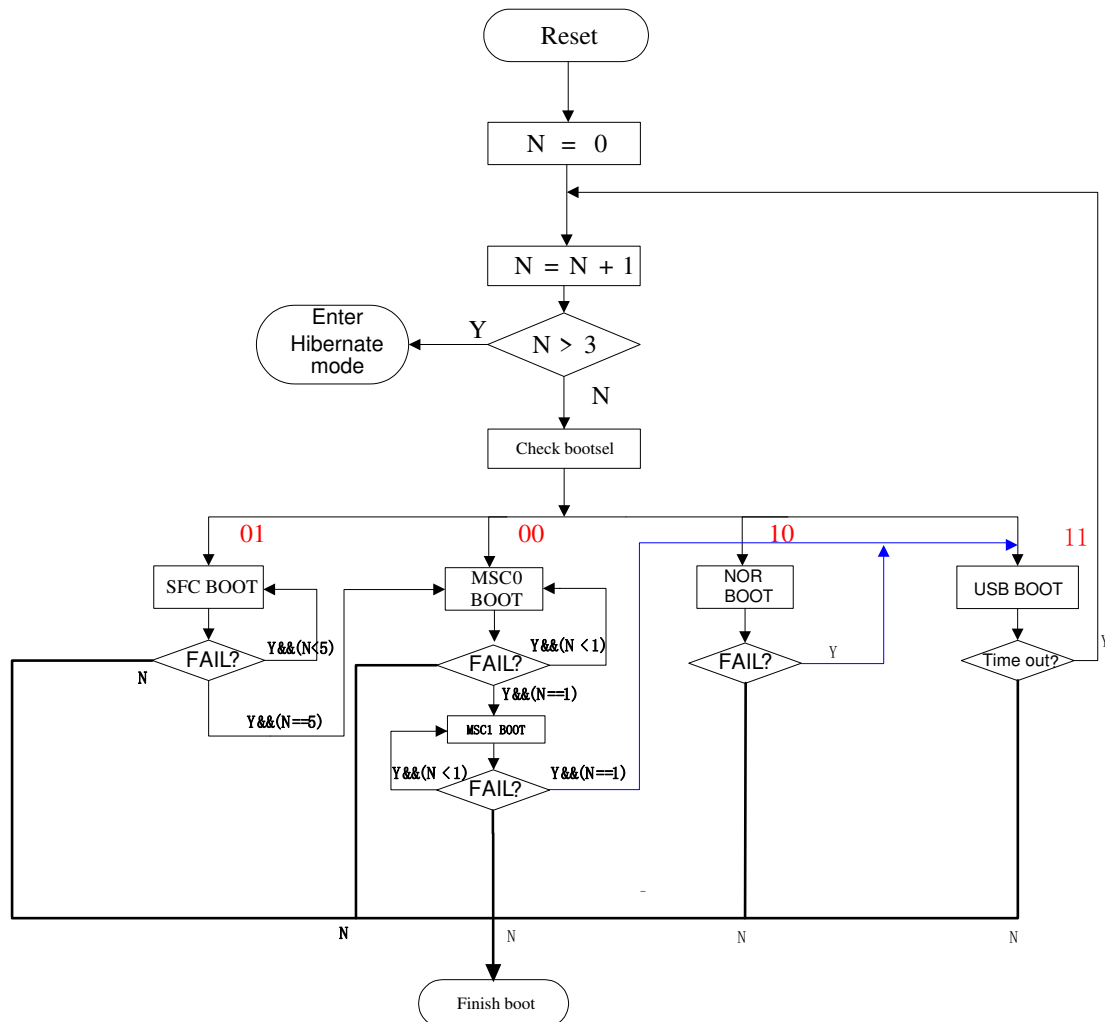 Reset
N = 0
N = N + 1
Enter
Hibernate
mode
Y
N > 3
N
Check bootsel
01
00
10
11
SFC BOOT
MSC0
BOOT
NOR
BOOT
USB BOOT
FAIL?
Y&&(N<5)
N
FAIL?
Y&&(N <1)
FAIL?
Y
Time out?
Y
Y&&(N==5)
Y&&(N==1)
MSC1 BOOT
Y&&(N <1)
FAIL?
Y&&(N==1)
N
N
N
N
Finish boot